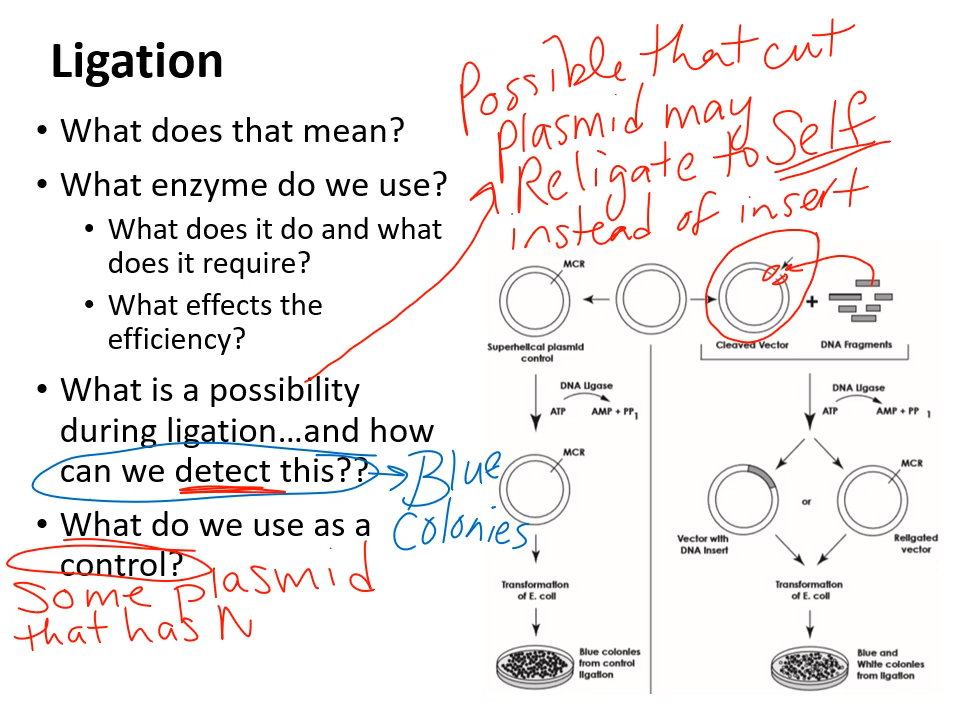 Ligation
• What does that mean?
• What enzyme do we use?
• What does it do and what
does it require?
• What effects the
efficiency?
• What is a possibility
during ligation...and how
can we detect this??
• What do we use as a
control?
Some plasmid
that has N
Blue
Colonies
Possible that cut
plasmid may
Religate to Self
instead of insert
MCR
Superhelical plasmid
control
Cleaved Vector
+
DNA Fragments
DNA Ligase
ATP
AMP + PP1
MCR
Transformation
of E. coli
Blue colonies
from control
ligation
DNA Ligase
ATP
AMP + PP 1
MCR
or
Vector with
DNA Insert
Religated
vector
Transformation
of E. coli
Blue and
White colonies
from ligation